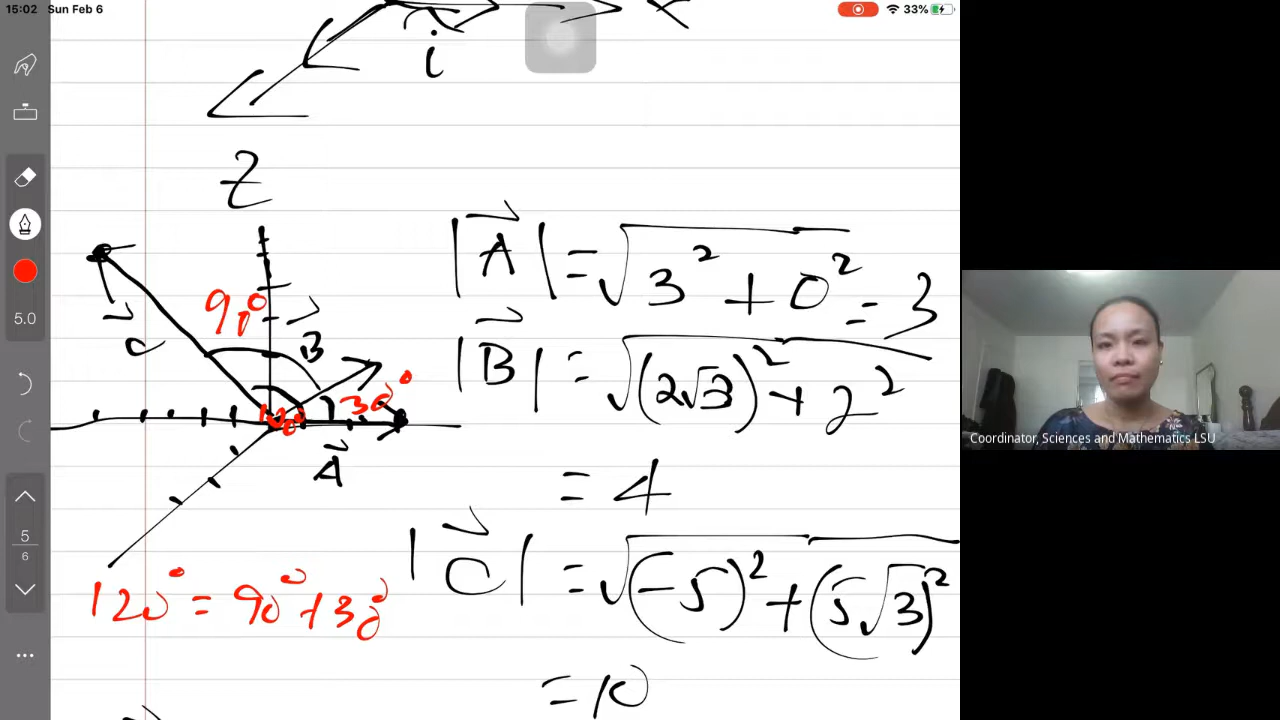 15:02 Sun Feb 6
33%
x
i
Z
|A| = √3² + 0² = 3
5.0
90°
B
|B| = √(2√3)² + 2²
C
30°
120°
A
= 4
5
6
|C| = √(-5)² + (5√3)²
120° = 90° + 30°
= 10
Coordinator, Sciences and Mathematics LSU